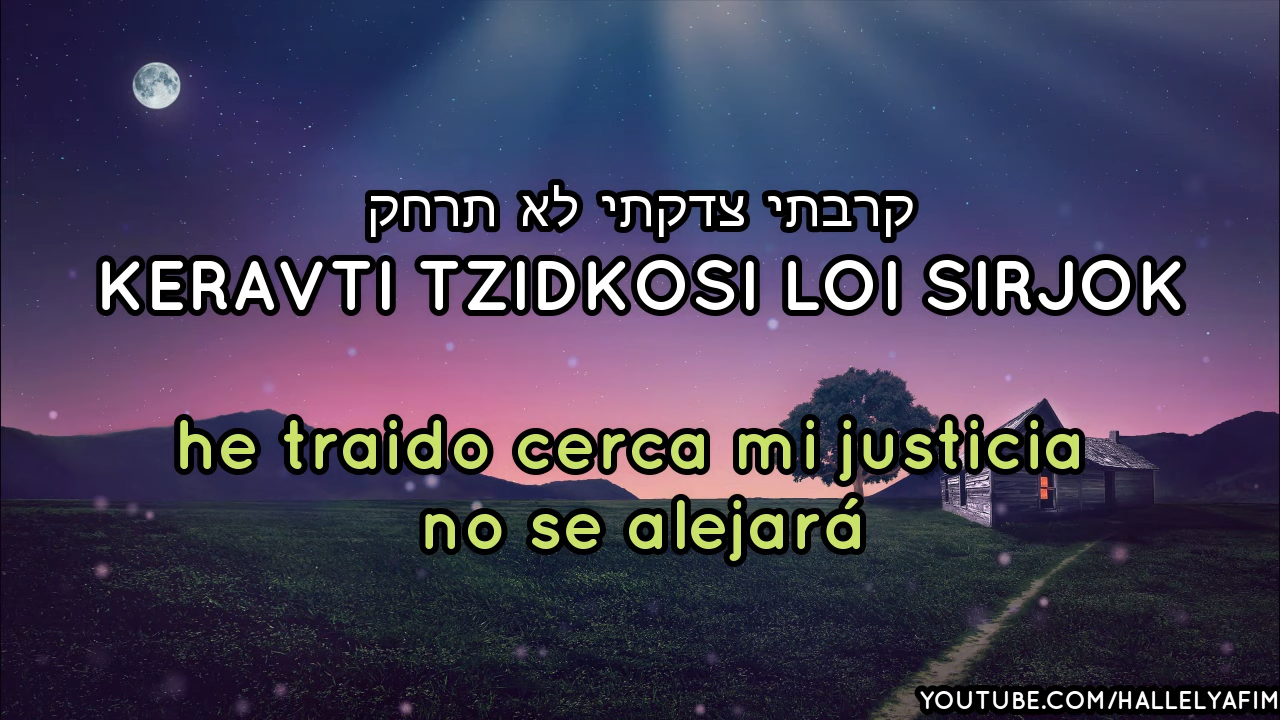 קרבתי צדקתי לא תרחק
KERAVTI TZIDKOSI LOI SIRJOK
he traido cerca mi justicia
no se alejará
YOUTUBE.COM/HALLELYAFIM